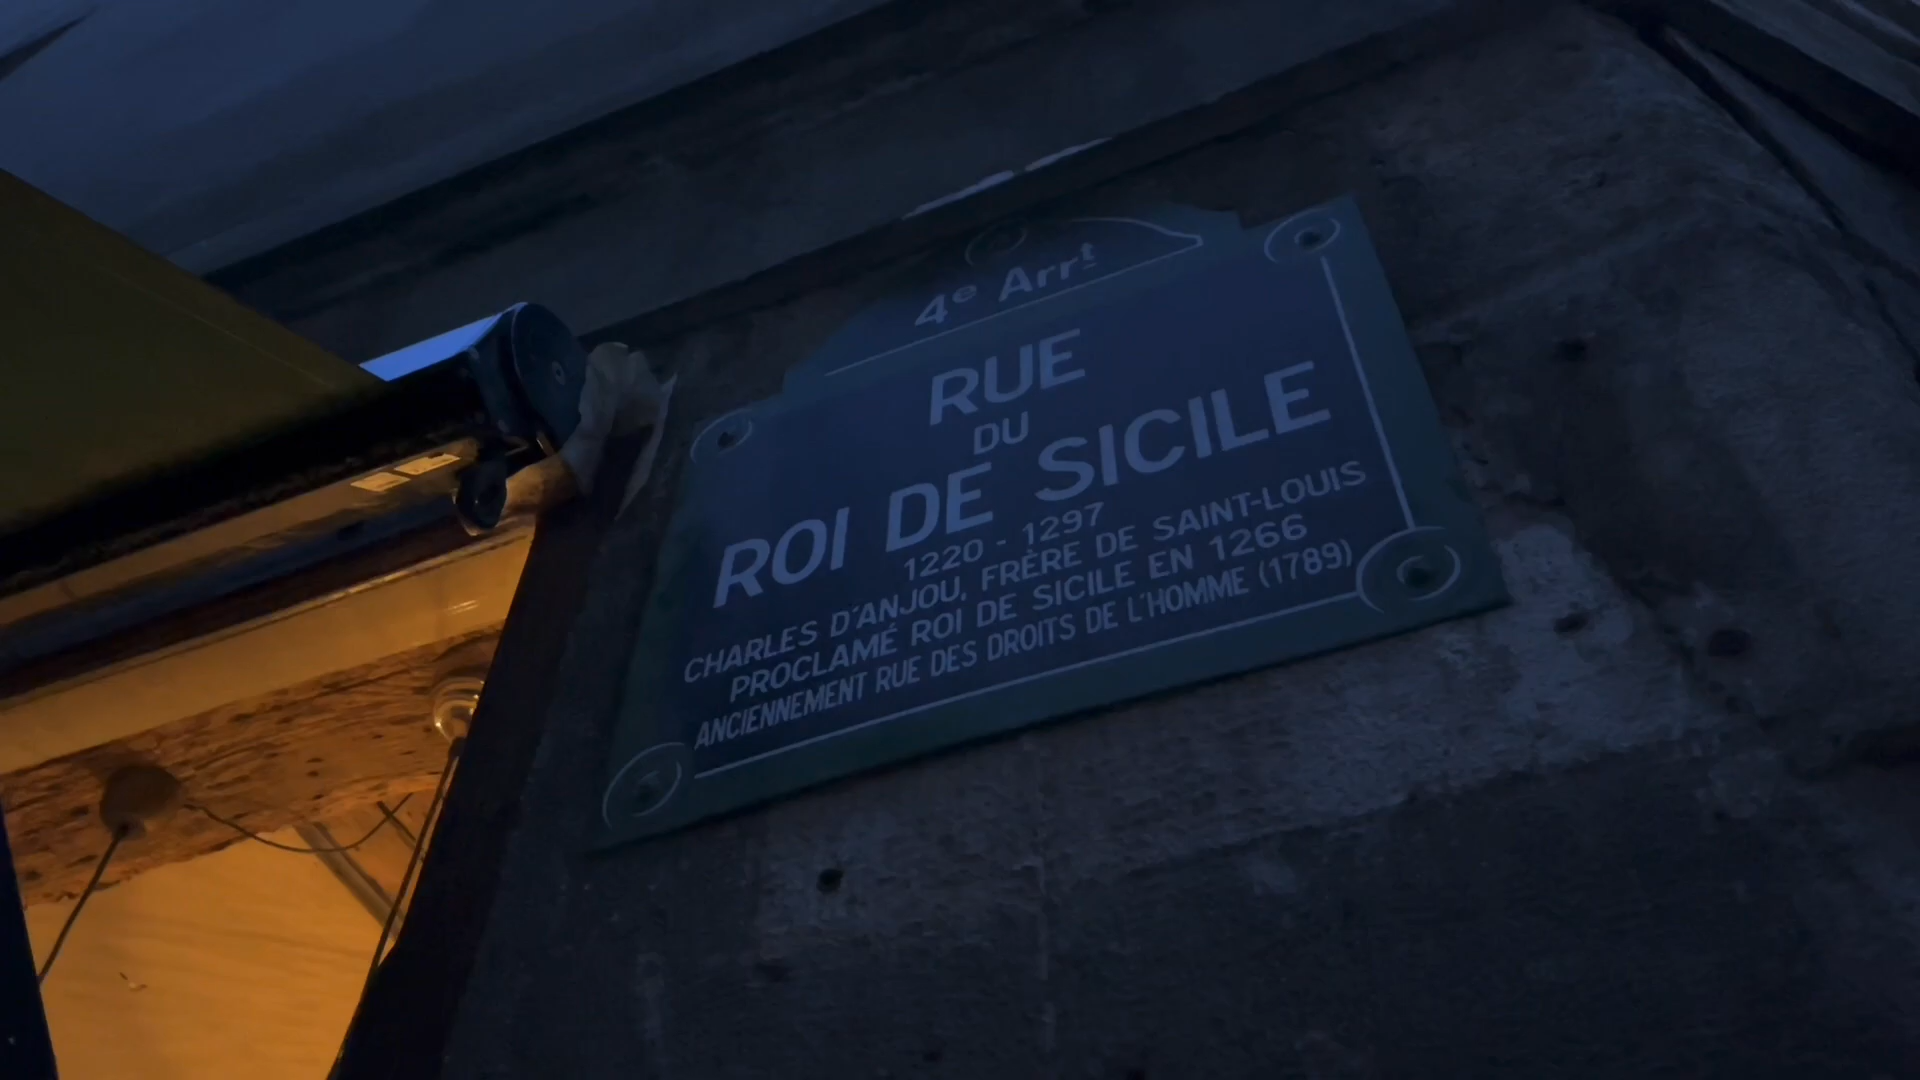 4e Arrt
RUE
DU
ROI DE SICILE
1220 - 1297
CHARLES D'ANJOU, FRÈRE DE SAINT-LOUIS
PROCLAMÉ ROI DE SICILE EN 1266
ANCIENNEMENT RUE DES DROITS DE L'HOMME (1789)